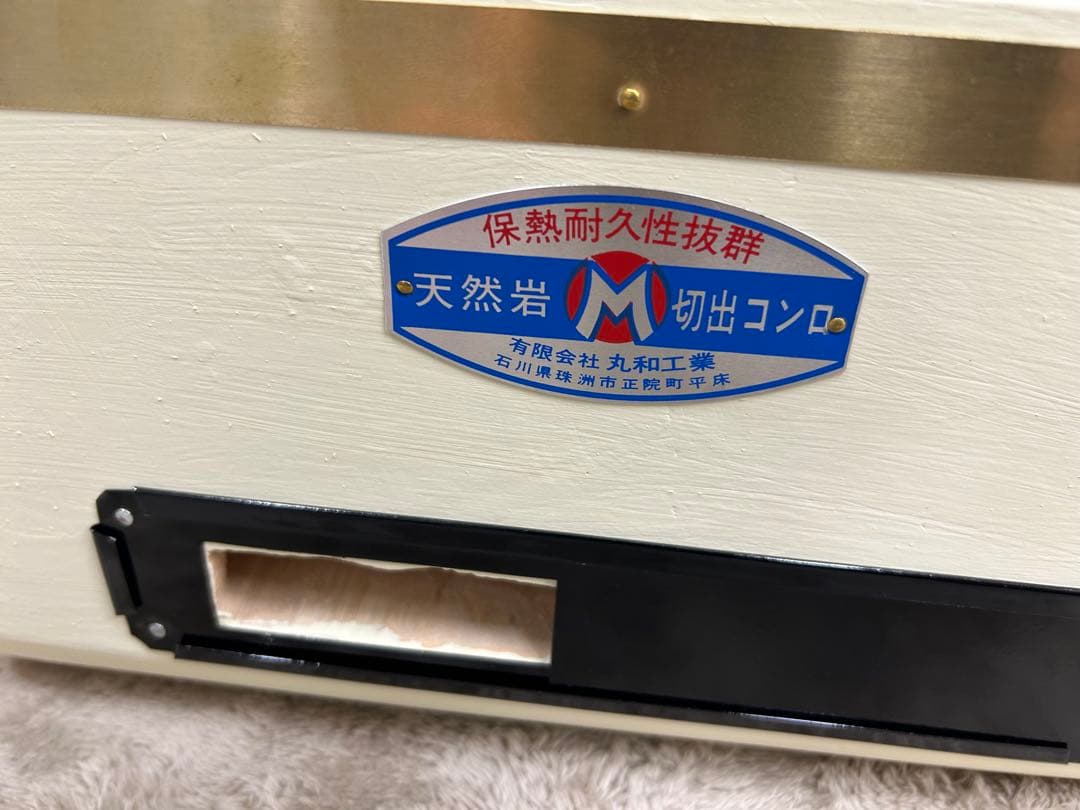 保熱耐久性抜群
天然岩 M 切出コンロ
有限会社 丸和工業
石川県珠洲市正院町平床